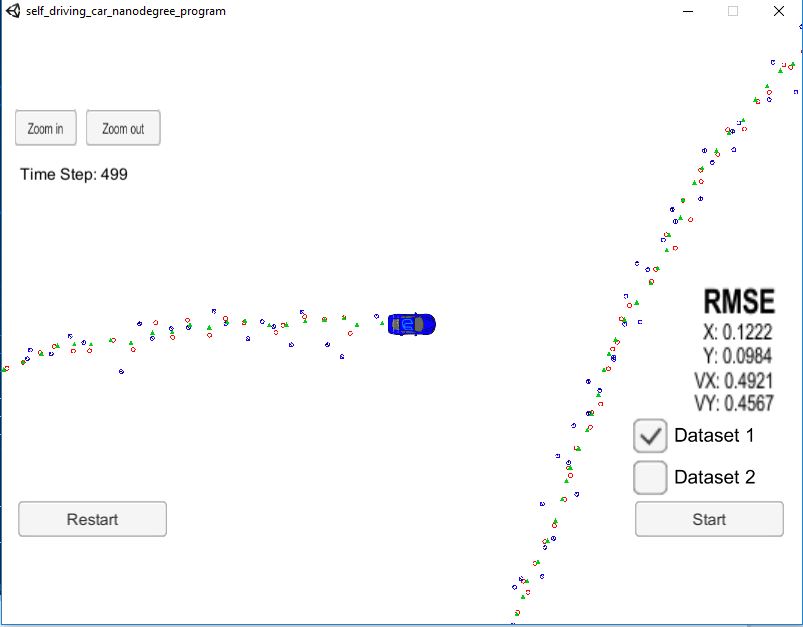 self_driving_car_nanodegree_program
Zoom in
Zoom out
Time Step: 499
RMSE
X: 0.1222
Y: 0.0984
VX: 0.4921
VY: 0.4567
Dataset 1
Dataset 2
Restart
Start